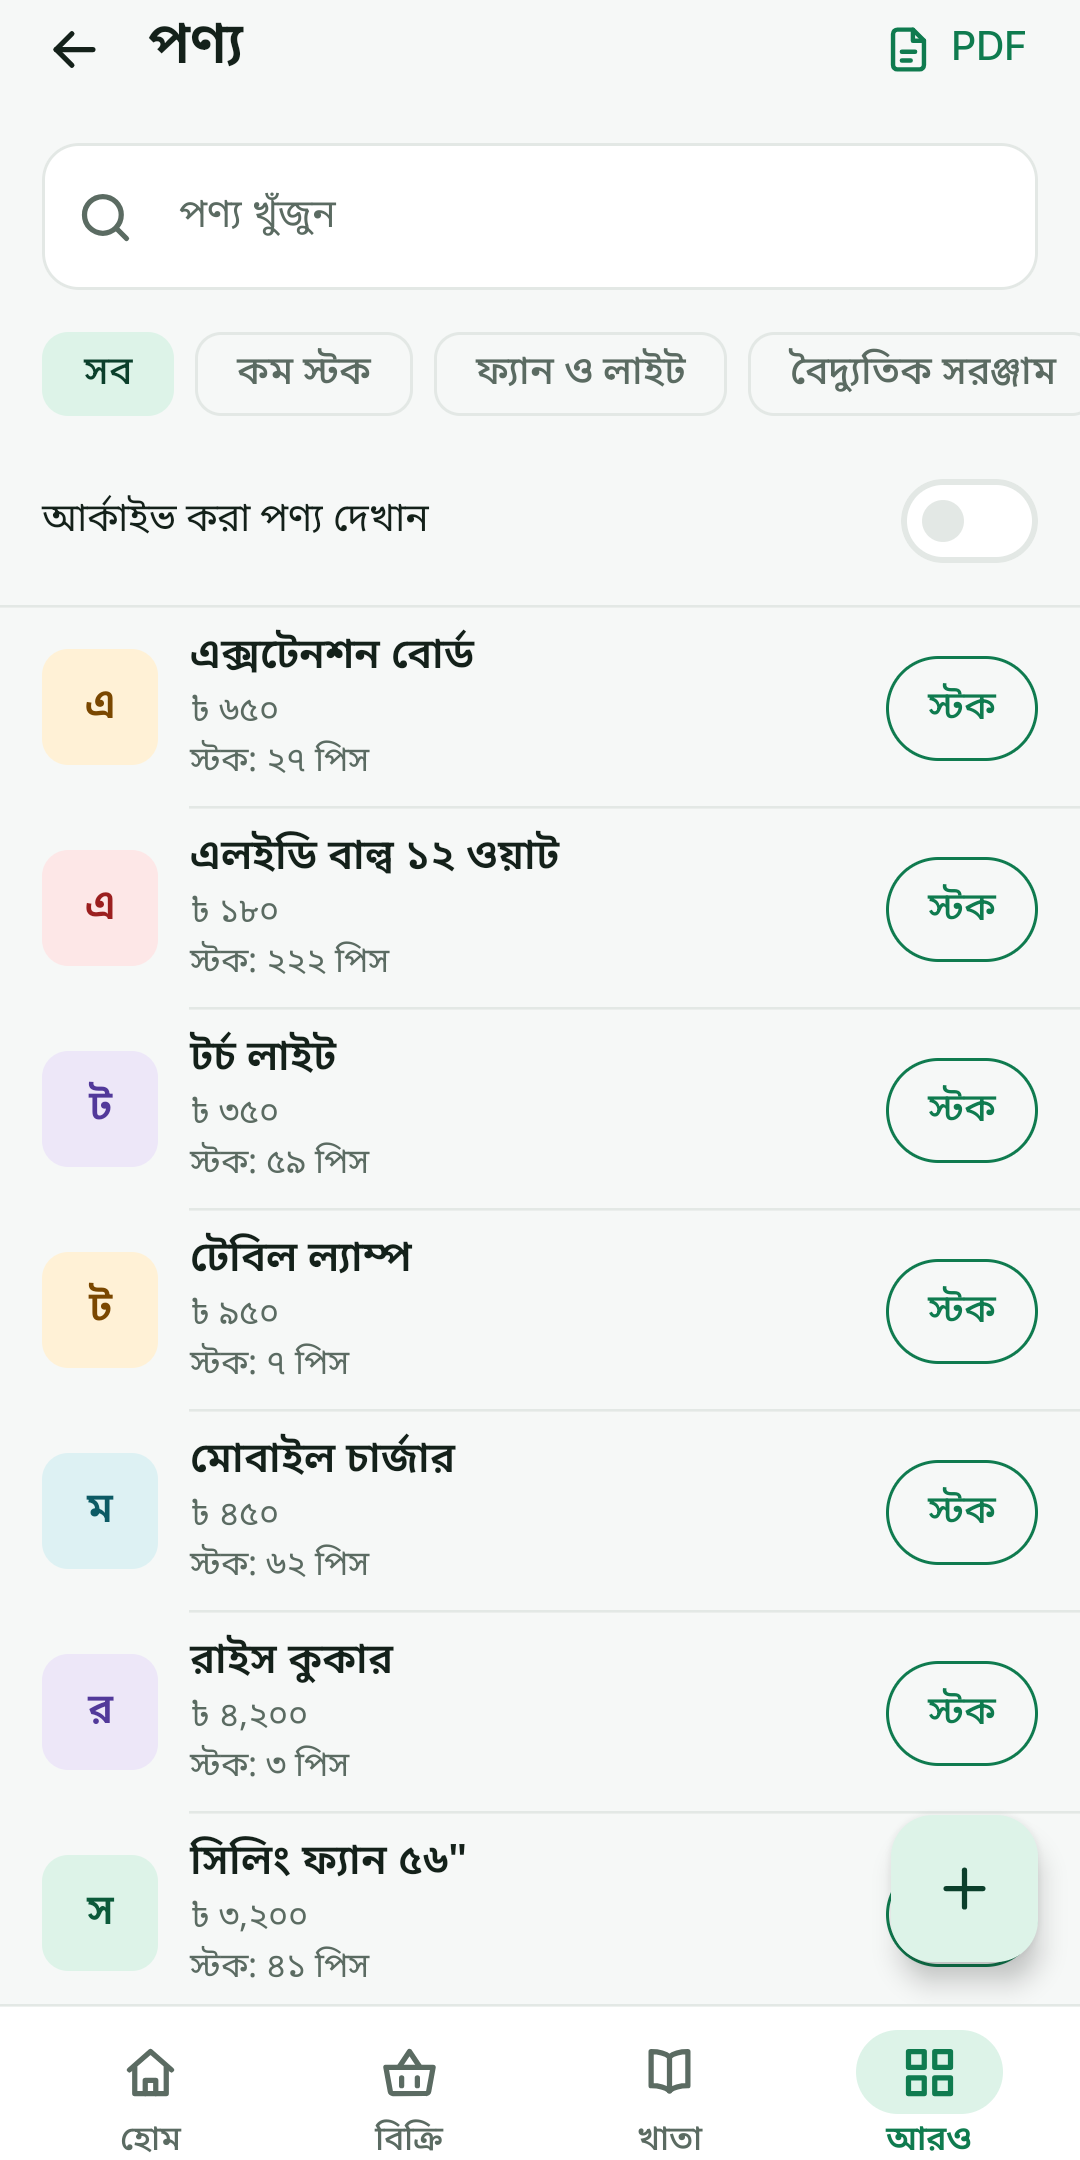 পণ্য
PDF
পণ্য খুঁজুন
সব
কম স্টক
ফ্যান ও লাইট
বৈদ্যুতিক সরঞ্জাম
আর্কাইভ করা পণ্য দেখান
এ
এক্সটেনশন বোর্ড
৳ ৬৫০
স্টক: ২৭ পিস
স্টক
এ
এলইডি বাল্ব ১২ ওয়াট
৳ ১৮০
স্টক: ২২২ পিস
স্টক
ট
টর্চ লাইট
৳ ৩৫০
স্টক: ৫৯ পিস
স্টক
ট
টেবিল ল্যাম্প
৳ ৯৫০
স্টক: ৭ পিস
স্টক
ম
মোবাইল চার্জার
৳ ৪৫০
স্টক: ৬২ পিস
স্টক
র
রাইস কুকার
৳ ৪,২০০
স্টক: ৩ পিস
স্টক
স
সিলিং ফ্যান ৫৬"
৳ ৩,২০০
স্টক: ৪১ পিস
হোম
বিক্রি
খাতা
আরও